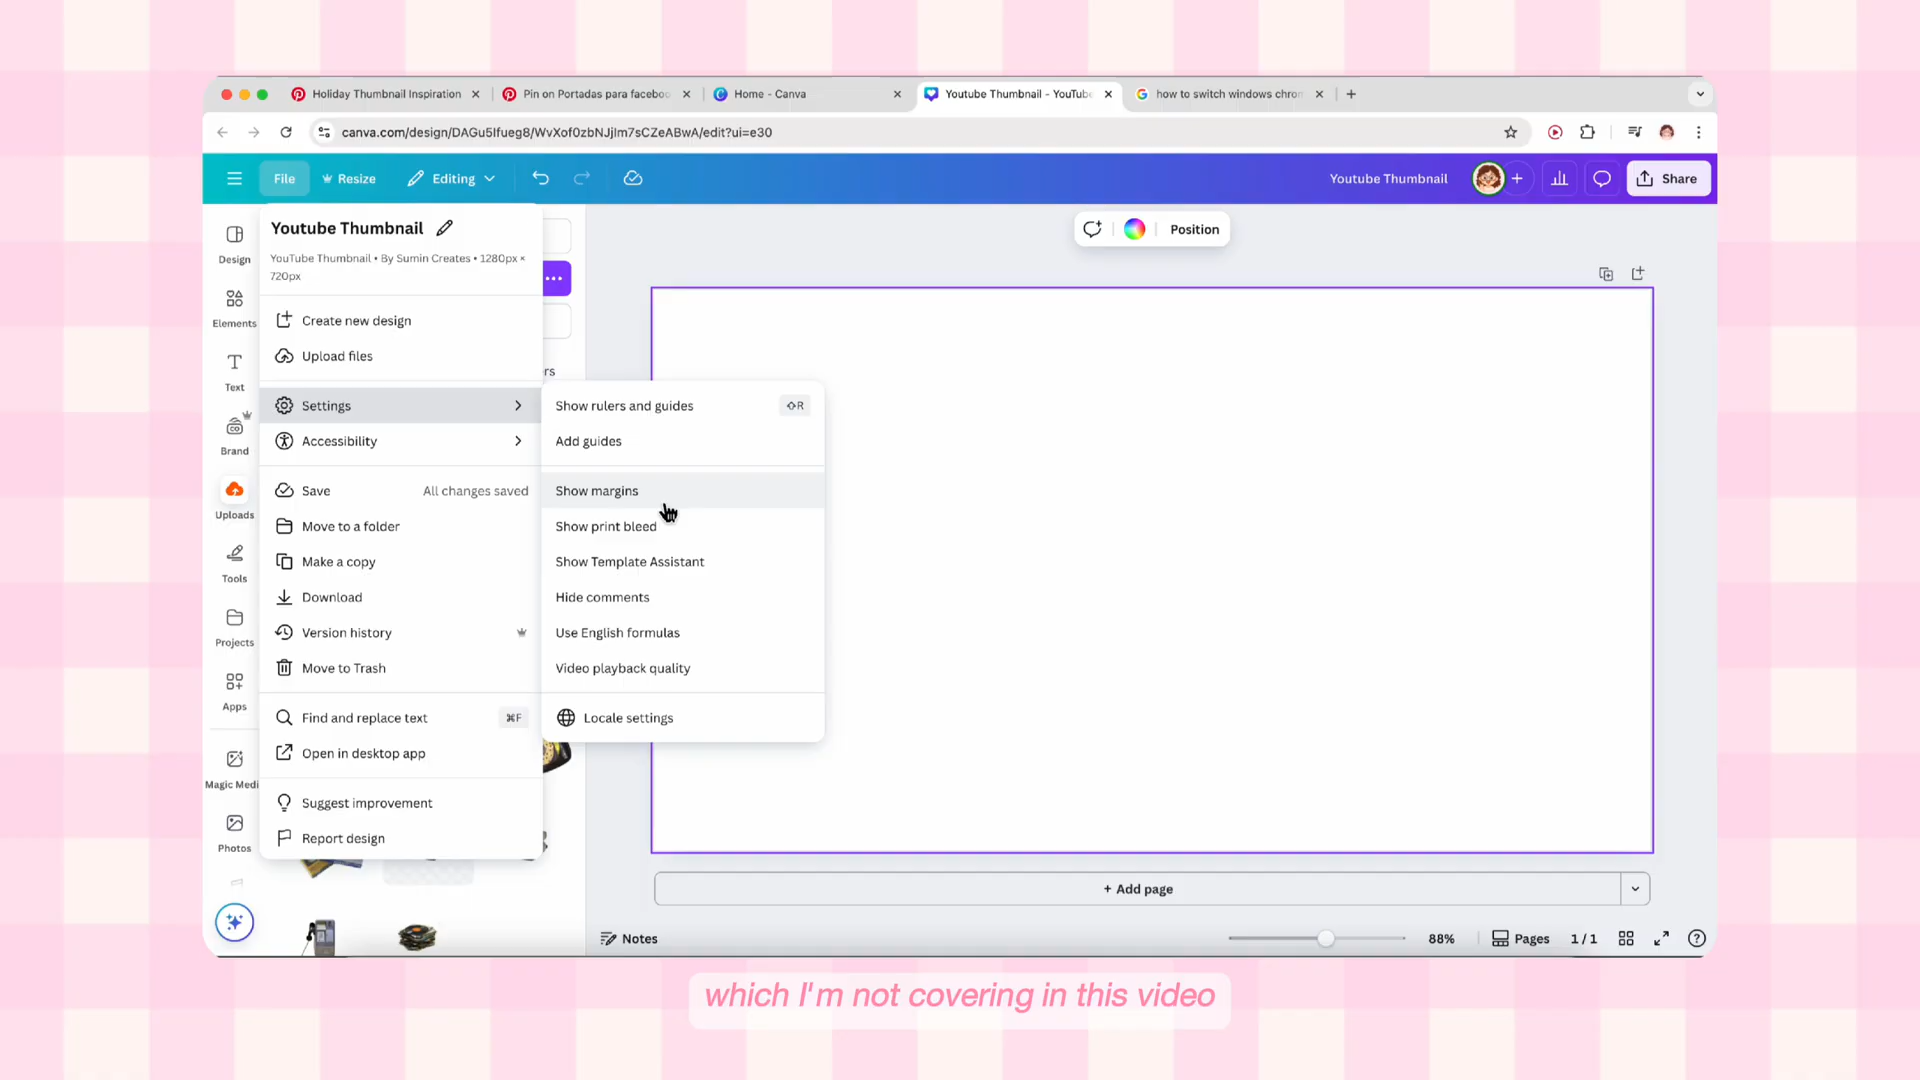 Holiday Thumbnail Inspiration
Pin on Portadas para faceboo
Home - Canva
Youtube Thumbnail - YouTube
how to switch windows chrom
canva.com/design/DAGu5Ifueg8/WvXof0zbNJjIm7sCZeABwA/edit?ui=e30
File
Resize
Editing
Youtube Thumbnail
Share
Design
Elements
Text
Brand
Uploads
Tools
Projects
Apps
Magic Medi
Photos
Youtube Thumbnail
YouTube Thumbnail • By Sumin Creates • 1280px ×
720px
Create new design
Upload files
Settings
Accessibility
Save All changes saved
Move to a folder
Make a copy
Download
Version history
Move to Trash
Find and replace text ⌘F
Open in desktop app
Suggest improvement
Report design
rs
Show rulers and guides ⇧R
Add guides
Show margins
Show print bleed
Show Template Assistant
Hide comments
Use English formulas
Video playback quality
Locale settings
Position
+ Add page
Notes
88%
Pages
1 / 1
which I'm not covering in this video